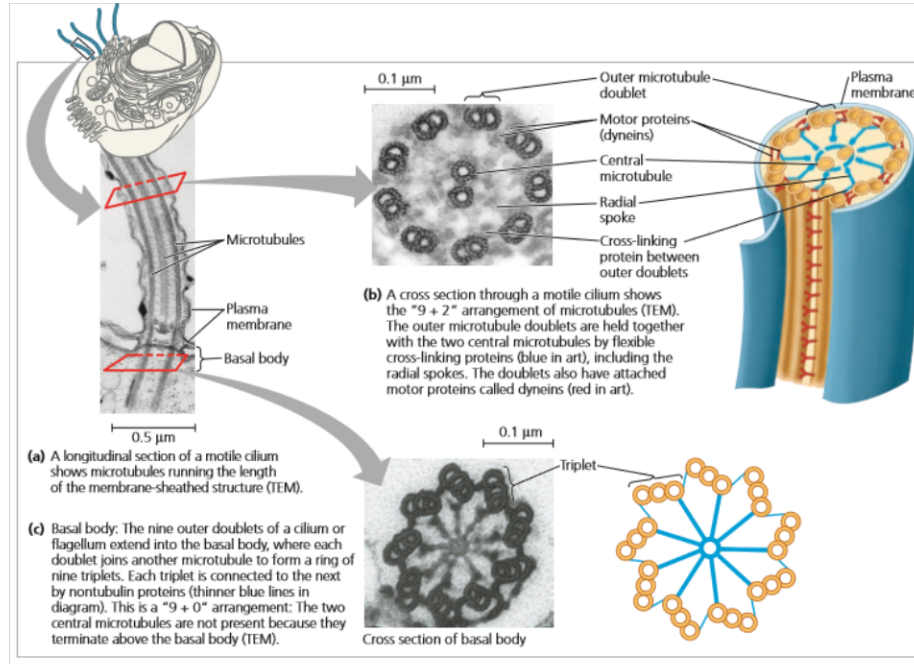 0.1 μm
Outer microtubule
doublet
Plasma
membrane
Motor proteins
(dyneins)
Central
microtubule
Radial
spoke
Cross-linking
protein between
outer doublets
Microtubules
Plasma
membrane
Basal body
0.5 μm
(a) A longitudinal section of a motile cilium
shows microtubules running the length
of the membrane-sheathed structure (TEM).
(b) A cross section through a motile cilium shows
the "9 + 2" arrangement of microtubules (TEM).
The outer microtubule doublets are held together
with the two central microtubules by flexible
cross-linking proteins (blue in art), including the
radial spokes. The doublets also have attached
motor proteins called dyneins (red in art).
0.1 μm
Triplet
(c) Basal body: The nine outer doublets of a cilium or
flagellum extend into the basal body, where each
doublet joins another microtubule to form a ring of
nine triplets. Each triplet is connected to the next
by nontubulin proteins (thinner blue lines in
diagram). This is a "9 + 0" arrangement: The two
central microtubules are not present because they
terminate above the basal body (TEM).
Cross section of basal body